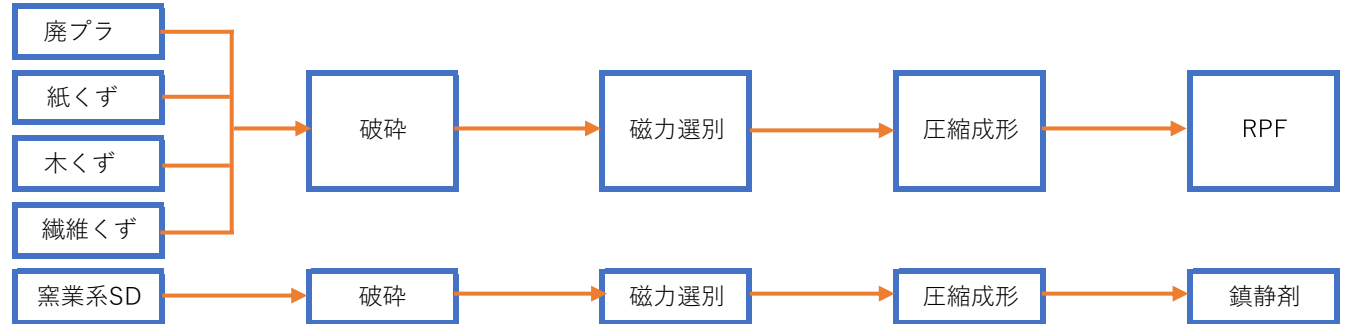 廃プラ
紙くず
木くず
繊維くず
破砕
磁力選別
圧縮成形
RPF
窯業系SD
破砕
磁力選別
圧縮成形
鎮静剤